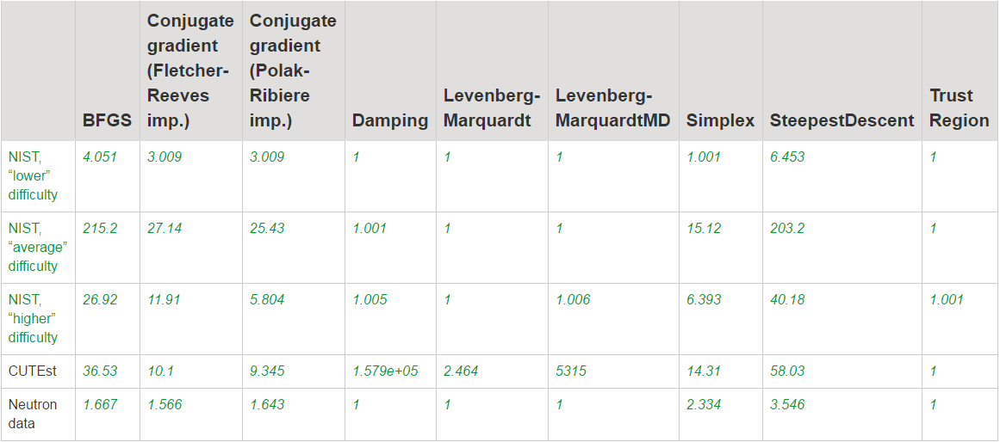 BFGS
Conjugate
gradient
(Fletcher-
Reeves
imp.)
Conjugate
gradient
(Polak-
Ribiere
imp.)
Damping
Levenberg-
Marquardt
Levenberg-
MarquardtMD
Simplex
SteepestDescent
Trust
Region
NIST,
“lower”
difficulty
4.051
3.009
3.009
1
1
1
1.001
6.453
1
NIST,
“average”
difficulty
215.2
27.14
25.43
1.001
1
1
15.12
203.2
1
NIST,
“higher”
difficulty
26.92
11.91
5.804
1.005
1
1.006
6.393
40.18
1.001
CUTEst
36.53
10.1
9.345
1.579e+05
2.464
5315
14.31
58.03
1
Neutron
data
1.667
1.566
1.643
1
1
1
2.334
3.546
1